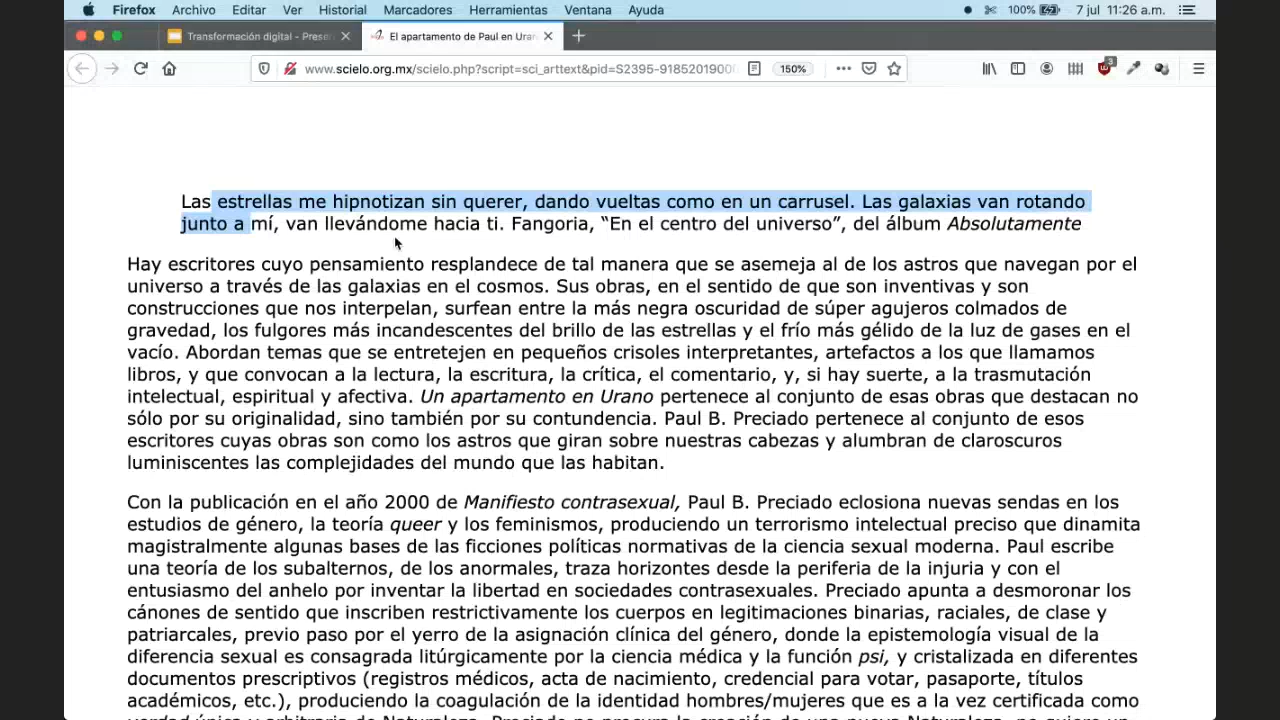 Firefox Archivo Editar Ver Historial Marcadores Herramientas Ventana Ayuda 100% 7 jul 11:26 a.m.
Transformación digital - Prese
El apartamento de Paul en Uran
www.scielo.org.mx/scielo.php?script=sci_arttext&pid=S2395-9185201900 150% 3
Las estrellas me hipnotizan sin querer, dando vueltas como en un carrusel. Las galaxias van rotando
junto a mí, van llevándome hacia ti. Fangoria, “En el centro del universo”, del álbum Absolutamente
Hay escritores cuyo pensamiento resplandece de tal manera que se asemeja al de los astros que navegan por el
universo a través de las galaxias en el cosmos. Sus obras, en el sentido de que son inventivas y son
construcciones que nos interpelan, surfean entre la más negra oscuridad de súper agujeros colmados de
gravedad, los fulgores más incandescentes del brillo de las estrellas y el frío más gélido de la luz de gases en el
vacío. Abordan temas que se entretejen en pequeños crisoles interpretantes, artefactos a los que llamamos
libros, y que convocan a la lectura, la escritura, la crítica, el comentario, y, si hay suerte, a la trasmutación
intelectual, espiritual y afectiva. Un apartamento en Urano pertenece al conjunto de esas obras que destacan no
sólo por su originalidad, sino también por su contundencia. Paul B. Preciado pertenece al conjunto de esos
escritores cuyas obras son como los astros que giran sobre nuestras cabezas y alumbran de claroscuros
luminiscentes las complejidades del mundo que las habitan.
Con la publicación en el año 2000 de Manifiesto contrasexual, Paul B. Preciado eclosiona nuevas sendas en los
estudios de género, la teoría queer y los feminismos, produciendo un terrorismo intelectual preciso que dinamita
magistralmente algunas bases de las ficciones políticas normativas de la ciencia sexual moderna. Paul escribe
una teoría de los subalternos, de los anormales, traza horizontes desde la periferia de la injuria y con el
entusiasmo del anhelo por inventar la libertad en sociedades contrasexuales. Preciado apunta a desmoronar los
cánones de sentido que inscriben restrictivamente los cuerpos en legitimaciones binarias, raciales, de clase y
patriarcales, previo paso por el yerro de la asignación clínica del género, donde la epistemología visual de la
diferencia sexual es consagrada litúrgicamente por la ciencia médica y la función psi, y cristalizada en diferentes
documentos prescriptivos (registros médicos, acta de nacimiento, credencial para votar, pasaporte, títulos
académicos, etc.), produciendo la coagulación de la identidad hombres/mujeres que es a la vez certificada como
verdad única y arbitraria de Naturaleza. Preciado no procura la creación de una nueva Naturaleza, no quiere un